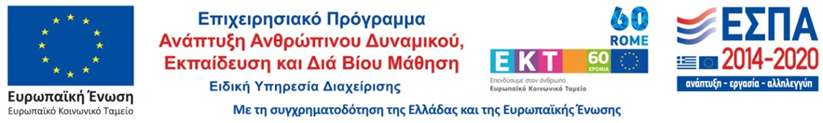 Ευρωπαϊκή Ένωση
Ευρωπαϊκό Κοινωνικό Ταμείο
Επιχειρησιακό Πρόγραμμα
Ανάπτυξη Ανθρώπινου Δυναμικού,
Εκπαίδευση και Διά Βίου Μάθηση
Ειδική Υπηρεσία Διαχείρισης
Με τη συγχρηματοδότηση της Ελλάδας και της Ευρωπαϊκής Ένωσης
60
ROME
ΕΚΤ 60 ΧΡΟΝΙΑ
Επενδύουμε στον άνθρωπο
Ευρωπαϊκό Κοινωνικό Ταμείο
ΕΣΠΑ
2014-2020
ανάπτυξη - εργασία - αλληλεγγύη